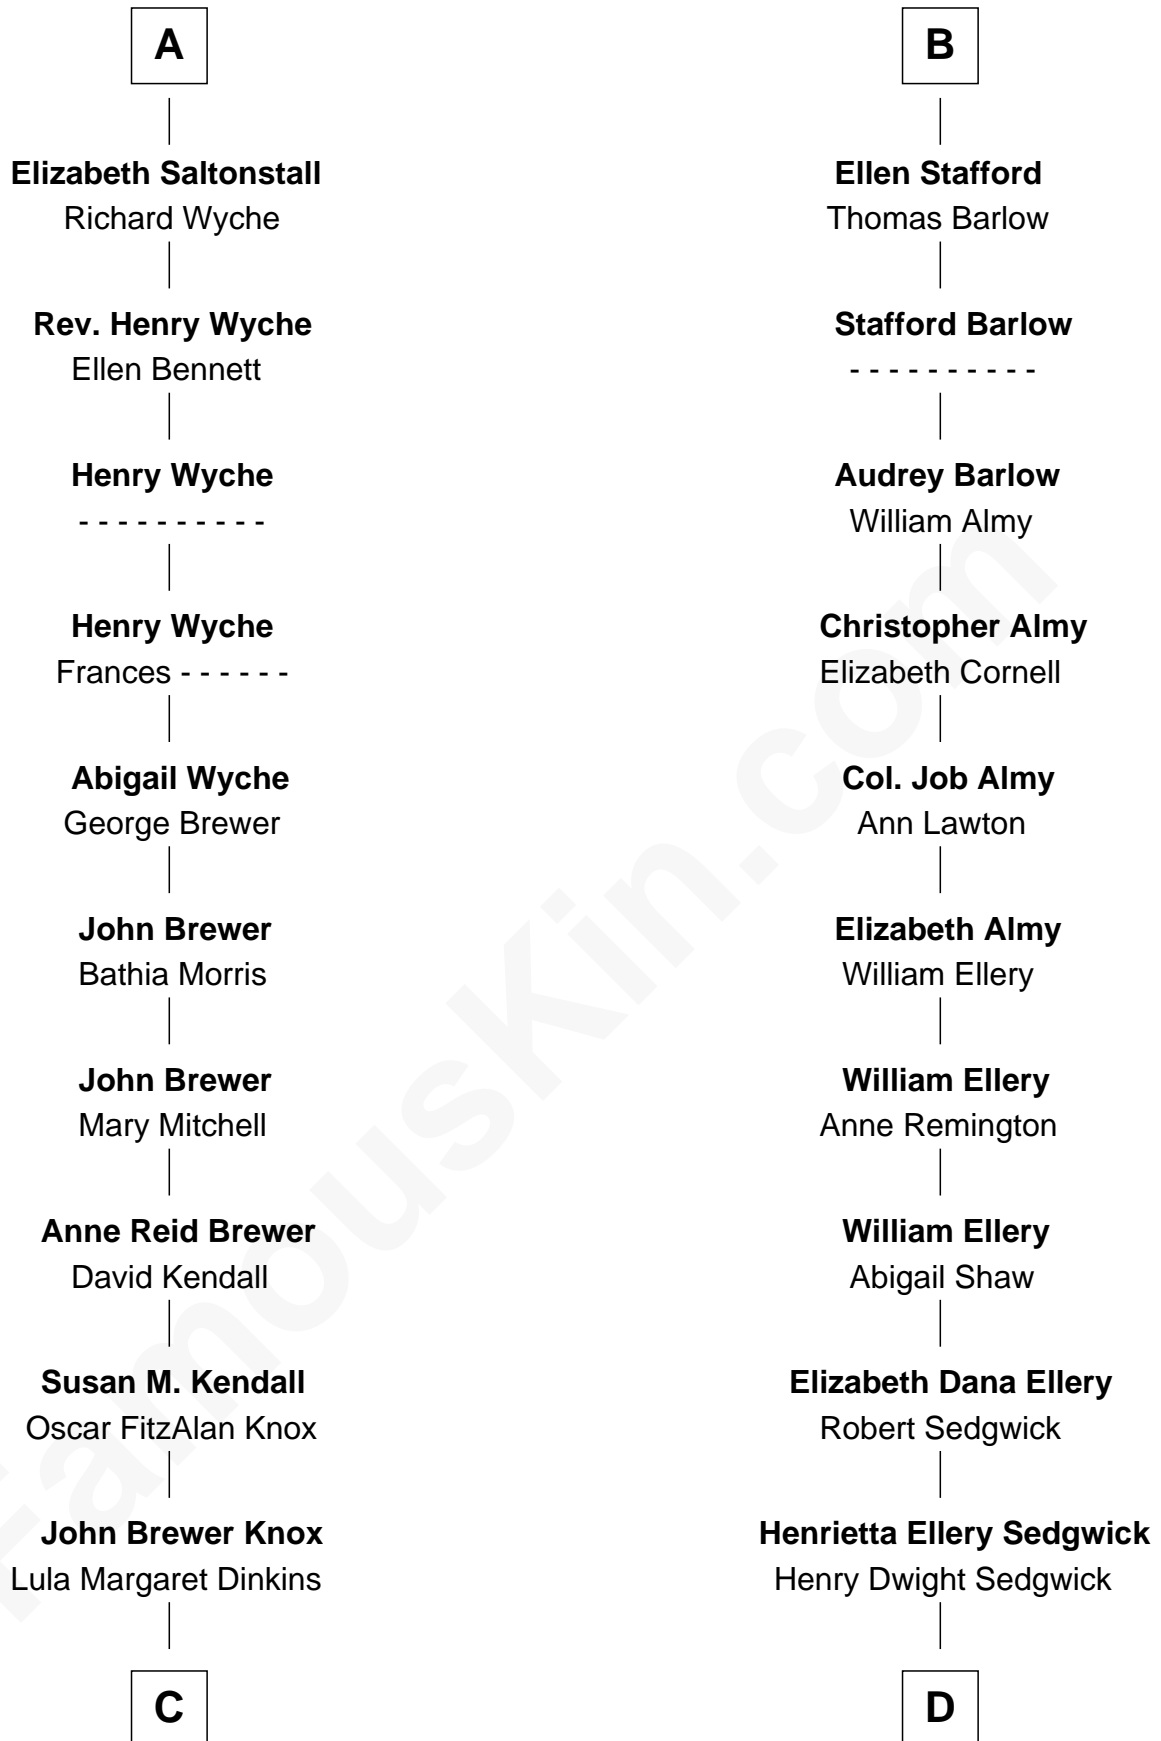 A
Elizabeth Saltonstall
Richard Wyche
Rev. Henry Wyche
Ellen Bennett
Henry Wyche
- - - - - - - - - -
Henry Wyche
Frances - - - - - -
Abigail Wyche
George Brewer
John Brewer
Bathia Morris
John Brewer
Mary Mitchell
Anne Reid Brewer
David Kendall
Susan M. Kendall
Oscar FitzAlan Knox
John Brewer Knox
Lula Margaret Dinkins
C
B
Ellen Stafford
Thomas Barlow
Stafford Barlow
- - - - - - - - - -
Audrey Barlow
William Almy
Christopher Almy
Elizabeth Cornell
Col. Job Almy
Ann Lawton
Elizabeth Almy
William Ellery
William Ellery
Anne Remington
William Ellery
Abigail Shaw
Elizabeth Dana Ellery
Robert Sedgwick
Henrietta Ellery Sedgwick
Henry Dwight Sedgwick
D
FamousKin.com